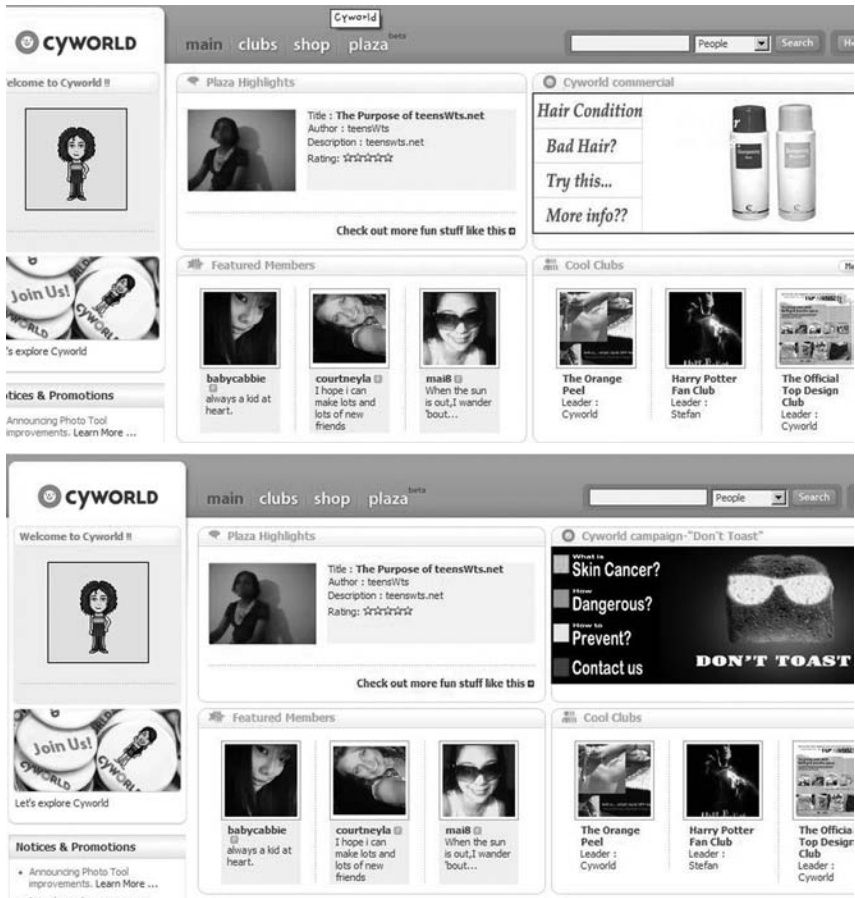 Cyworld
CYWORLD
main clubs shop plaza beta
People Search
elcome to Cyworld !!
Plaza Highlights
Title : The Purpose of teensWts.net
Author : teensWts
Description : teenswts.net
Rating:
Check out more fun stuff like this
Cyworld commercial
Hair Condition
Bad Hair?
Try this...
More info??
Join Us!
CYWORLD
's explore Cyworld
Featured Members
babycabbie
always a kid at
heart.
courtneyla
I hope i can
make lots and
lots of new
friends
mai8
When the sun
is out,I wander
'bout...
Cool Clubs
The Orange
Peel
Leader :
Cyworld
Harry Potter
Fan Club
Leader :
Stefan
The Official
Top Design
Club
Leader :
Cyworld
otices & Promotions
Announcing Photo Tool
improvements. Learn More ...
CYWORLD
main clubs shop plaza beta
People Search
Welcome to Cyworld !!
Plaza Highlights
Title : The Purpose of teensWts.net
Author : teensWts
Description : teenswts.net
Rating:
Check out more fun stuff like this
Cyworld campaign-"Don't Toast"
What is
Skin Cancer?
How
Dangerous?
How to
Prevent?
Contact us
DON'T TOAST
Join Us!
CYWORLD
Let's explore Cyworld
Featured Members
babycabbie
always a kid at
heart.
courtneyla
I hope i can
make lots and
lots of new
friends
mai8
When the sun
is out,I wander
'bout...
Cool Clubs
The Orange
Peel
Leader :
Cyworld
Harry Potter
Fan Club
Leader :
Stefan
The Officia
Top Design
Club
Leader :
Cyworld
Notices & Promotions
Announcing Photo Tool
improvements. Learn More ...